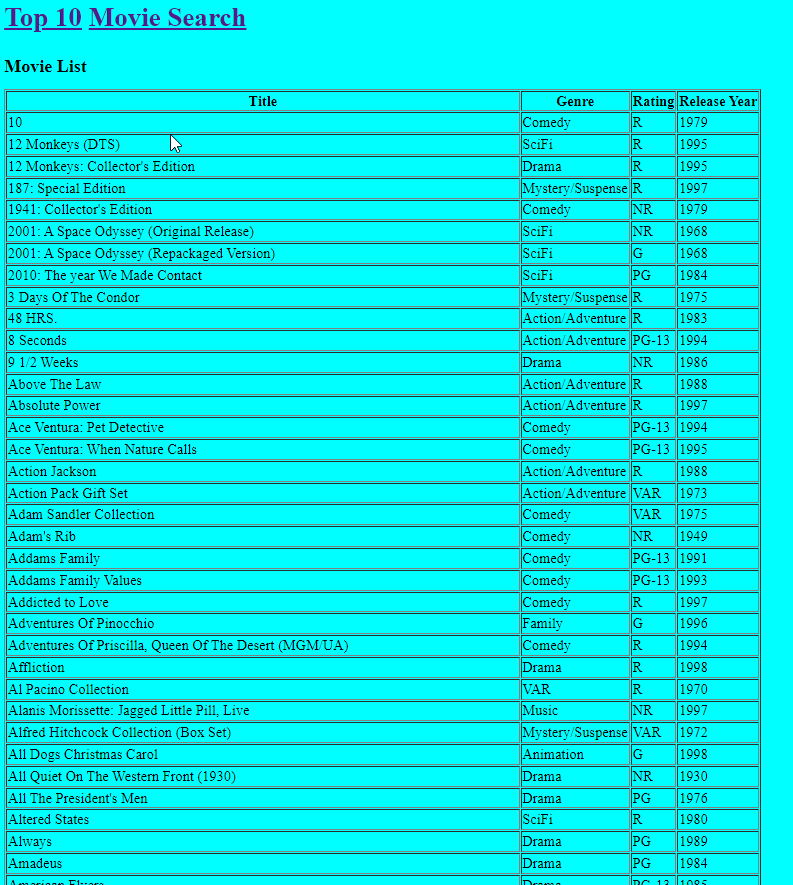 Top 10 Movie Search
Movie List
Title Genre Rating Release Year
10 Comedy R 1979
12 Monkeys (DTS) SciFi R 1995
12 Monkeys: Collector's Edition Drama R 1995
187: Special Edition Mystery/Suspense R 1997
1941: Collector's Edition Comedy NR 1979
2001: A Space Odyssey (Original Release) SciFi NR 1968
2001: A Space Odyssey (Repackaged Version) SciFi G 1968
2010: The year We Made Contact SciFi PG 1984
3 Days Of The Condor Mystery/Suspense R 1975
48 HRS. Action/Adventure R 1983
8 Seconds Action/Adventure PG-13 1994
9 1/2 Weeks Drama NR 1986
Above The Law Action/Adventure R 1988
Absolute Power Action/Adventure R 1997
Ace Ventura: Pet Detective Comedy PG-13 1994
Ace Ventura: When Nature Calls Comedy PG-13 1995
Action Jackson Action/Adventure R 1988
Action Pack Gift Set Action/Adventure VAR 1973
Adam Sandler Collection Comedy VAR 1975
Adam's Rib Comedy NR 1949
Addams Family Comedy PG-13 1991
Addams Family Values Comedy PG-13 1993
Addicted to Love Comedy R 1997
Adventures Of Pinocchio Family G 1996
Adventures Of Priscilla, Queen Of The Desert (MGM/UA) Comedy R 1994
Affliction Drama R 1998
Al Pacino Collection VAR R 1970
Alanis Morissette: Jagged Little Pill, Live Music NR 1997
Alfred Hitchcock Collection (Box Set) Mystery/Suspense VAR 1972
All Dogs Christmas Carol Animation G 1998
All Quiet On The Western Front (1930) Drama NR 1930
All The President's Men Drama PG 1976
Altered States SciFi R 1980
Always Drama PG 1989
Amadeus Drama PG 1984
American Flyers Drama PG-13 1985